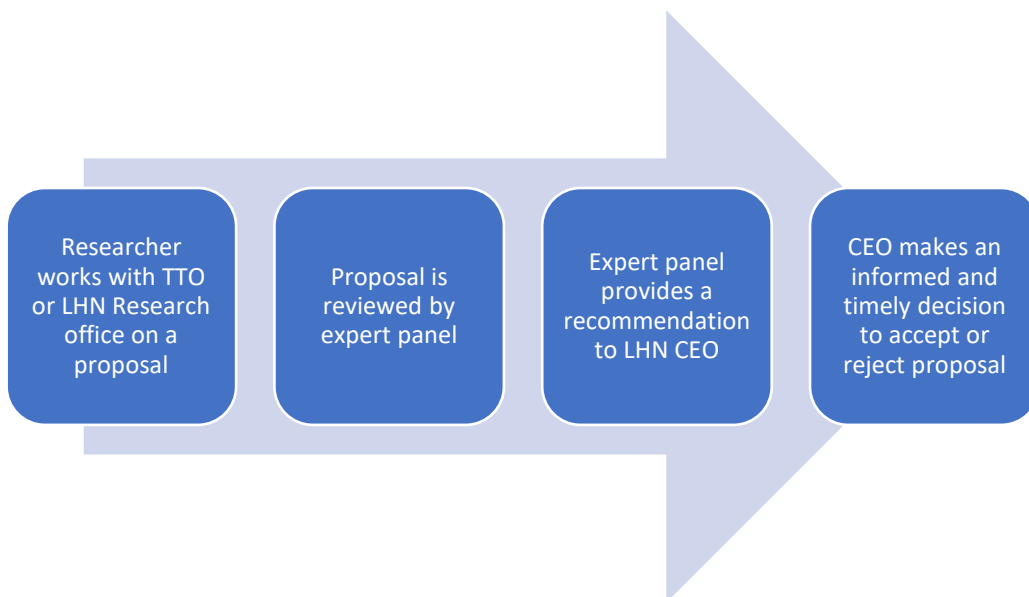 Researcher
works with TTO
or LHN Research
office on a
proposal
Proposal is
reviewed by
expert panel
Expert panel
provides a
recommendation
to LHN CEO
CEO makes an
informed and
timely decision
to accept or
reject proposal